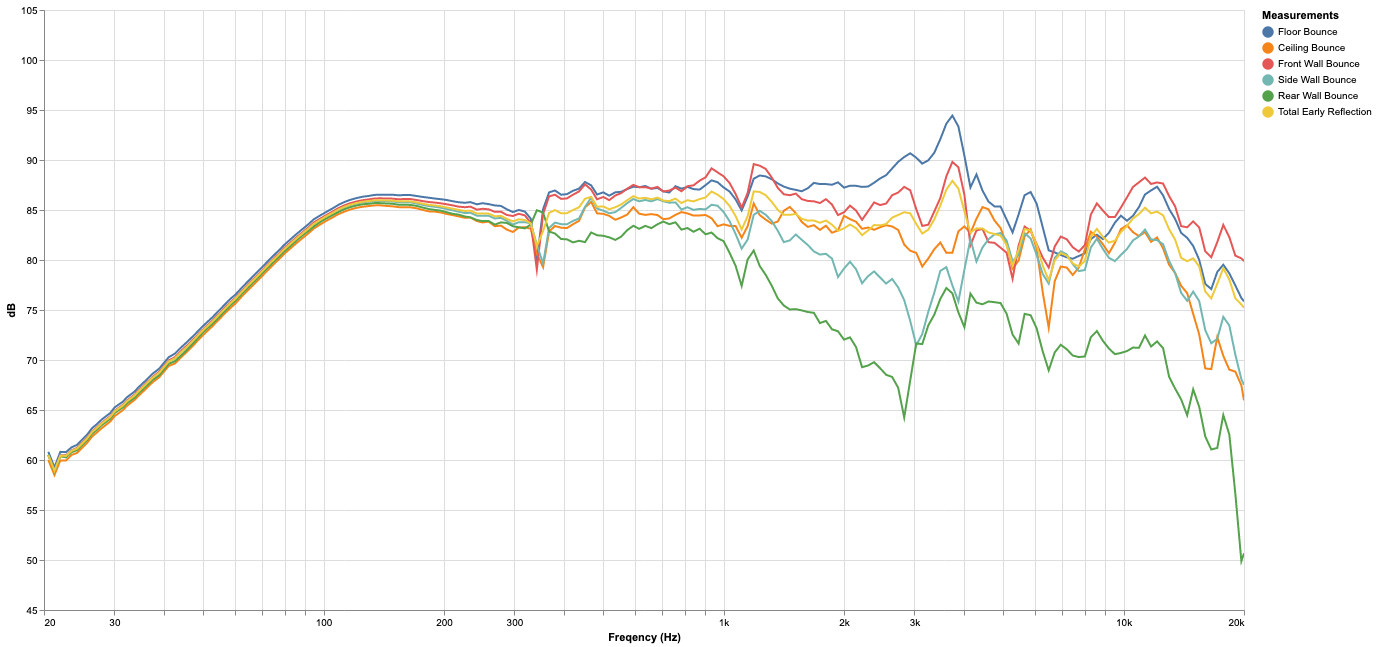 105
100
95
90
85
80
75
70
65
60
55
50
45
dB
20
30
100
200
300
1k
2k
3k
10k
20k
Freqency (Hz)
Measurements
Floor Bounce
Ceiling Bounce
Front Wall Bounce
Side Wall Bounce
Rear Wall Bounce
Total Early Reflection